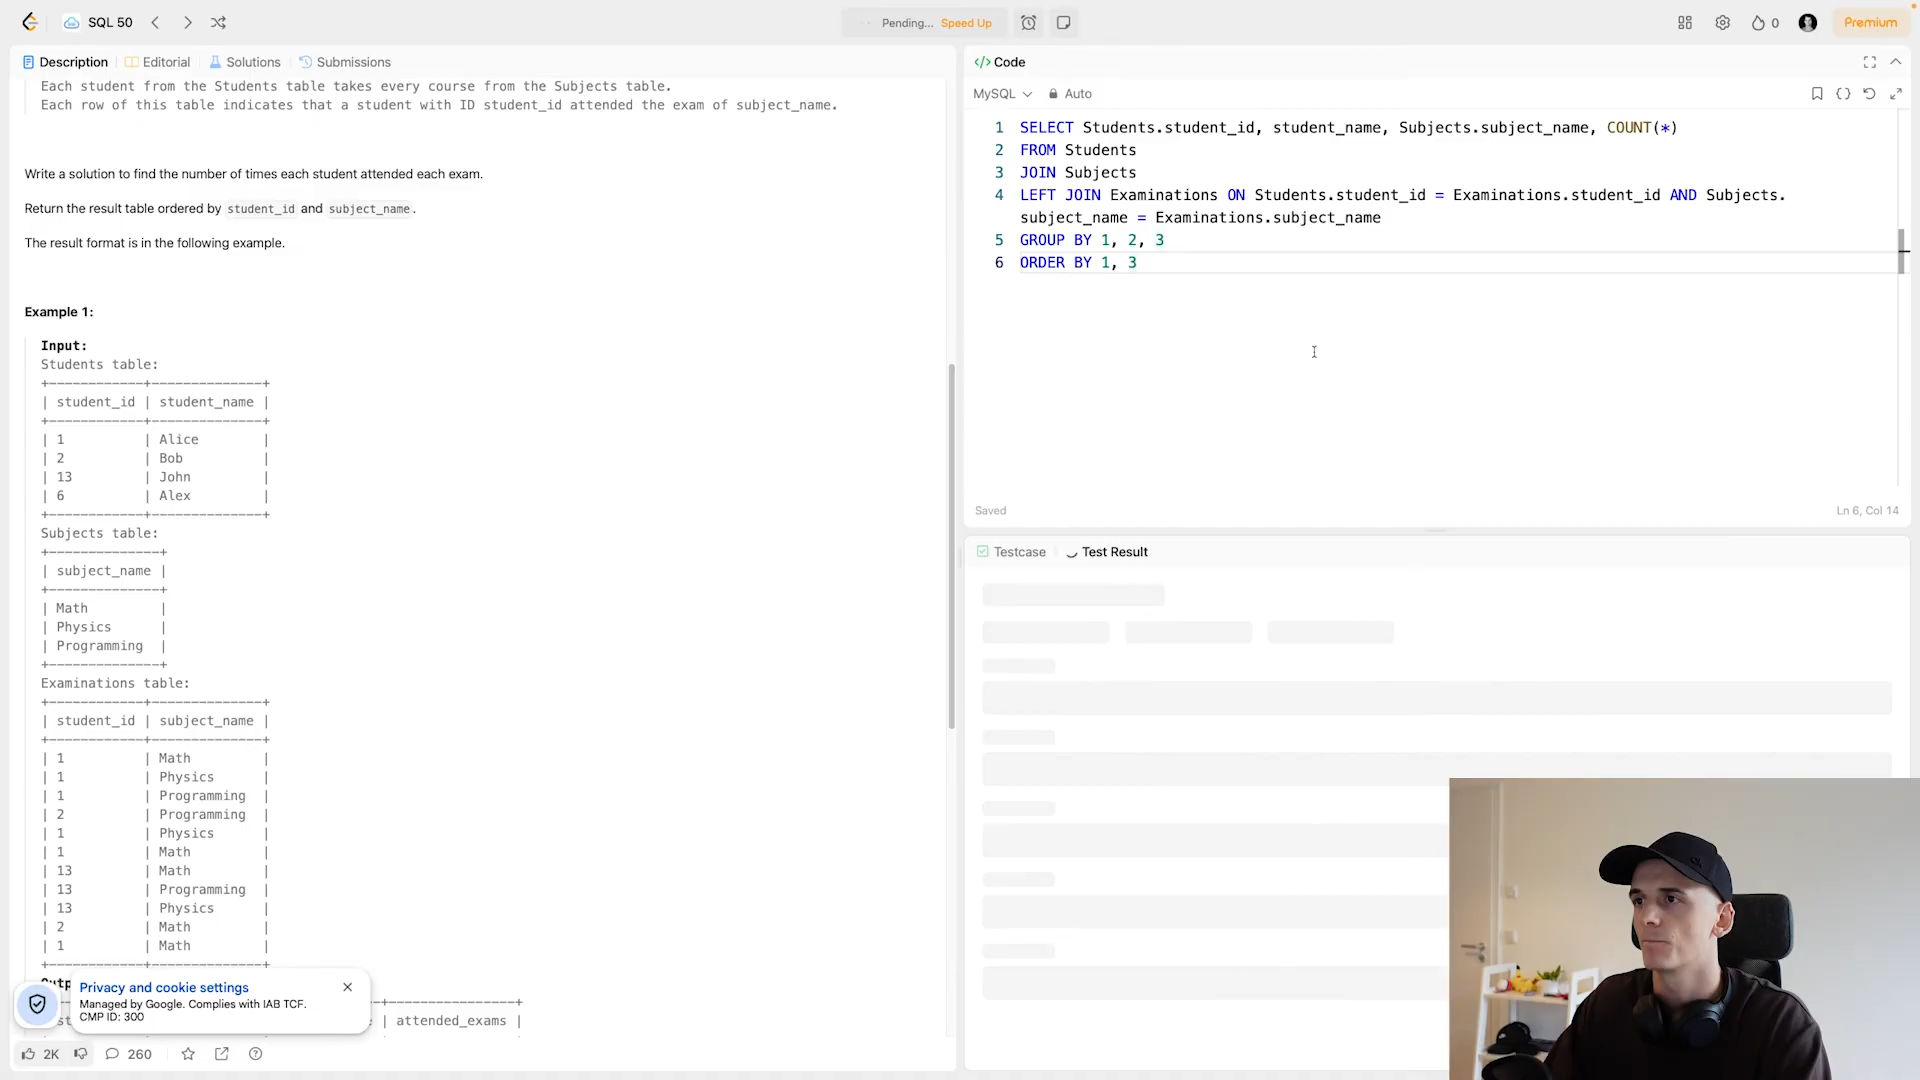 SQL 50
Pending... Speed Up
0
Premium
Description
Editorial
Solutions
Submissions
Each student from the Students table takes every course from the Subjects table.
Each row of this table indicates that a student with ID student_id attended the exam of subject_name.
Write a solution to find the number of times each student attended each exam.
Return the result table ordered by student_id and subject_name.
The result format is in the following example.
Example 1:
Input:
Students table:
+------------+--------------+
| student_id | student_name |
+------------+--------------+
| 1 | Alice |
| 2 | Bob |
| 13 | John |
| 6 | Alex |
+------------+--------------+
Subjects table:
+--------------+
| subject_name |
+--------------+
| Math |
| Physics |
| Programming |
+--------------+
Examinations table:
+------------+--------------+
| student_id | subject_name |
+------------+--------------+
| 1 | Math |
| 1 | Physics |
| 1 | Programming |
| 2 | Programming |
| 1 | Physics |
| 1 | Math |
| 13 | Math |
| 13 | Programming |
| 13 | Physics |
| 2 | Math |
| 1 | Math |
+------------+--------------+
Privacy and cookie settings
Managed by Google. Complies with IAB TCF.
CMP ID: 300
-+----------------+
| attended_exams |
2K
260
Code
MySQL
Auto
1 SELECT Students.student_id, student_name, Subjects.subject_name, COUNT(*)
2 FROM Students
3 JOIN Subjects
4 LEFT JOIN Examinations ON Students.student_id = Examinations.student_id AND Subjects.
subject_name = Examinations.subject_name
5 GROUP BY 1, 2, 3
6 ORDER BY 1, 3
Saved
Ln 6, Col 14
Testcase
Test Result